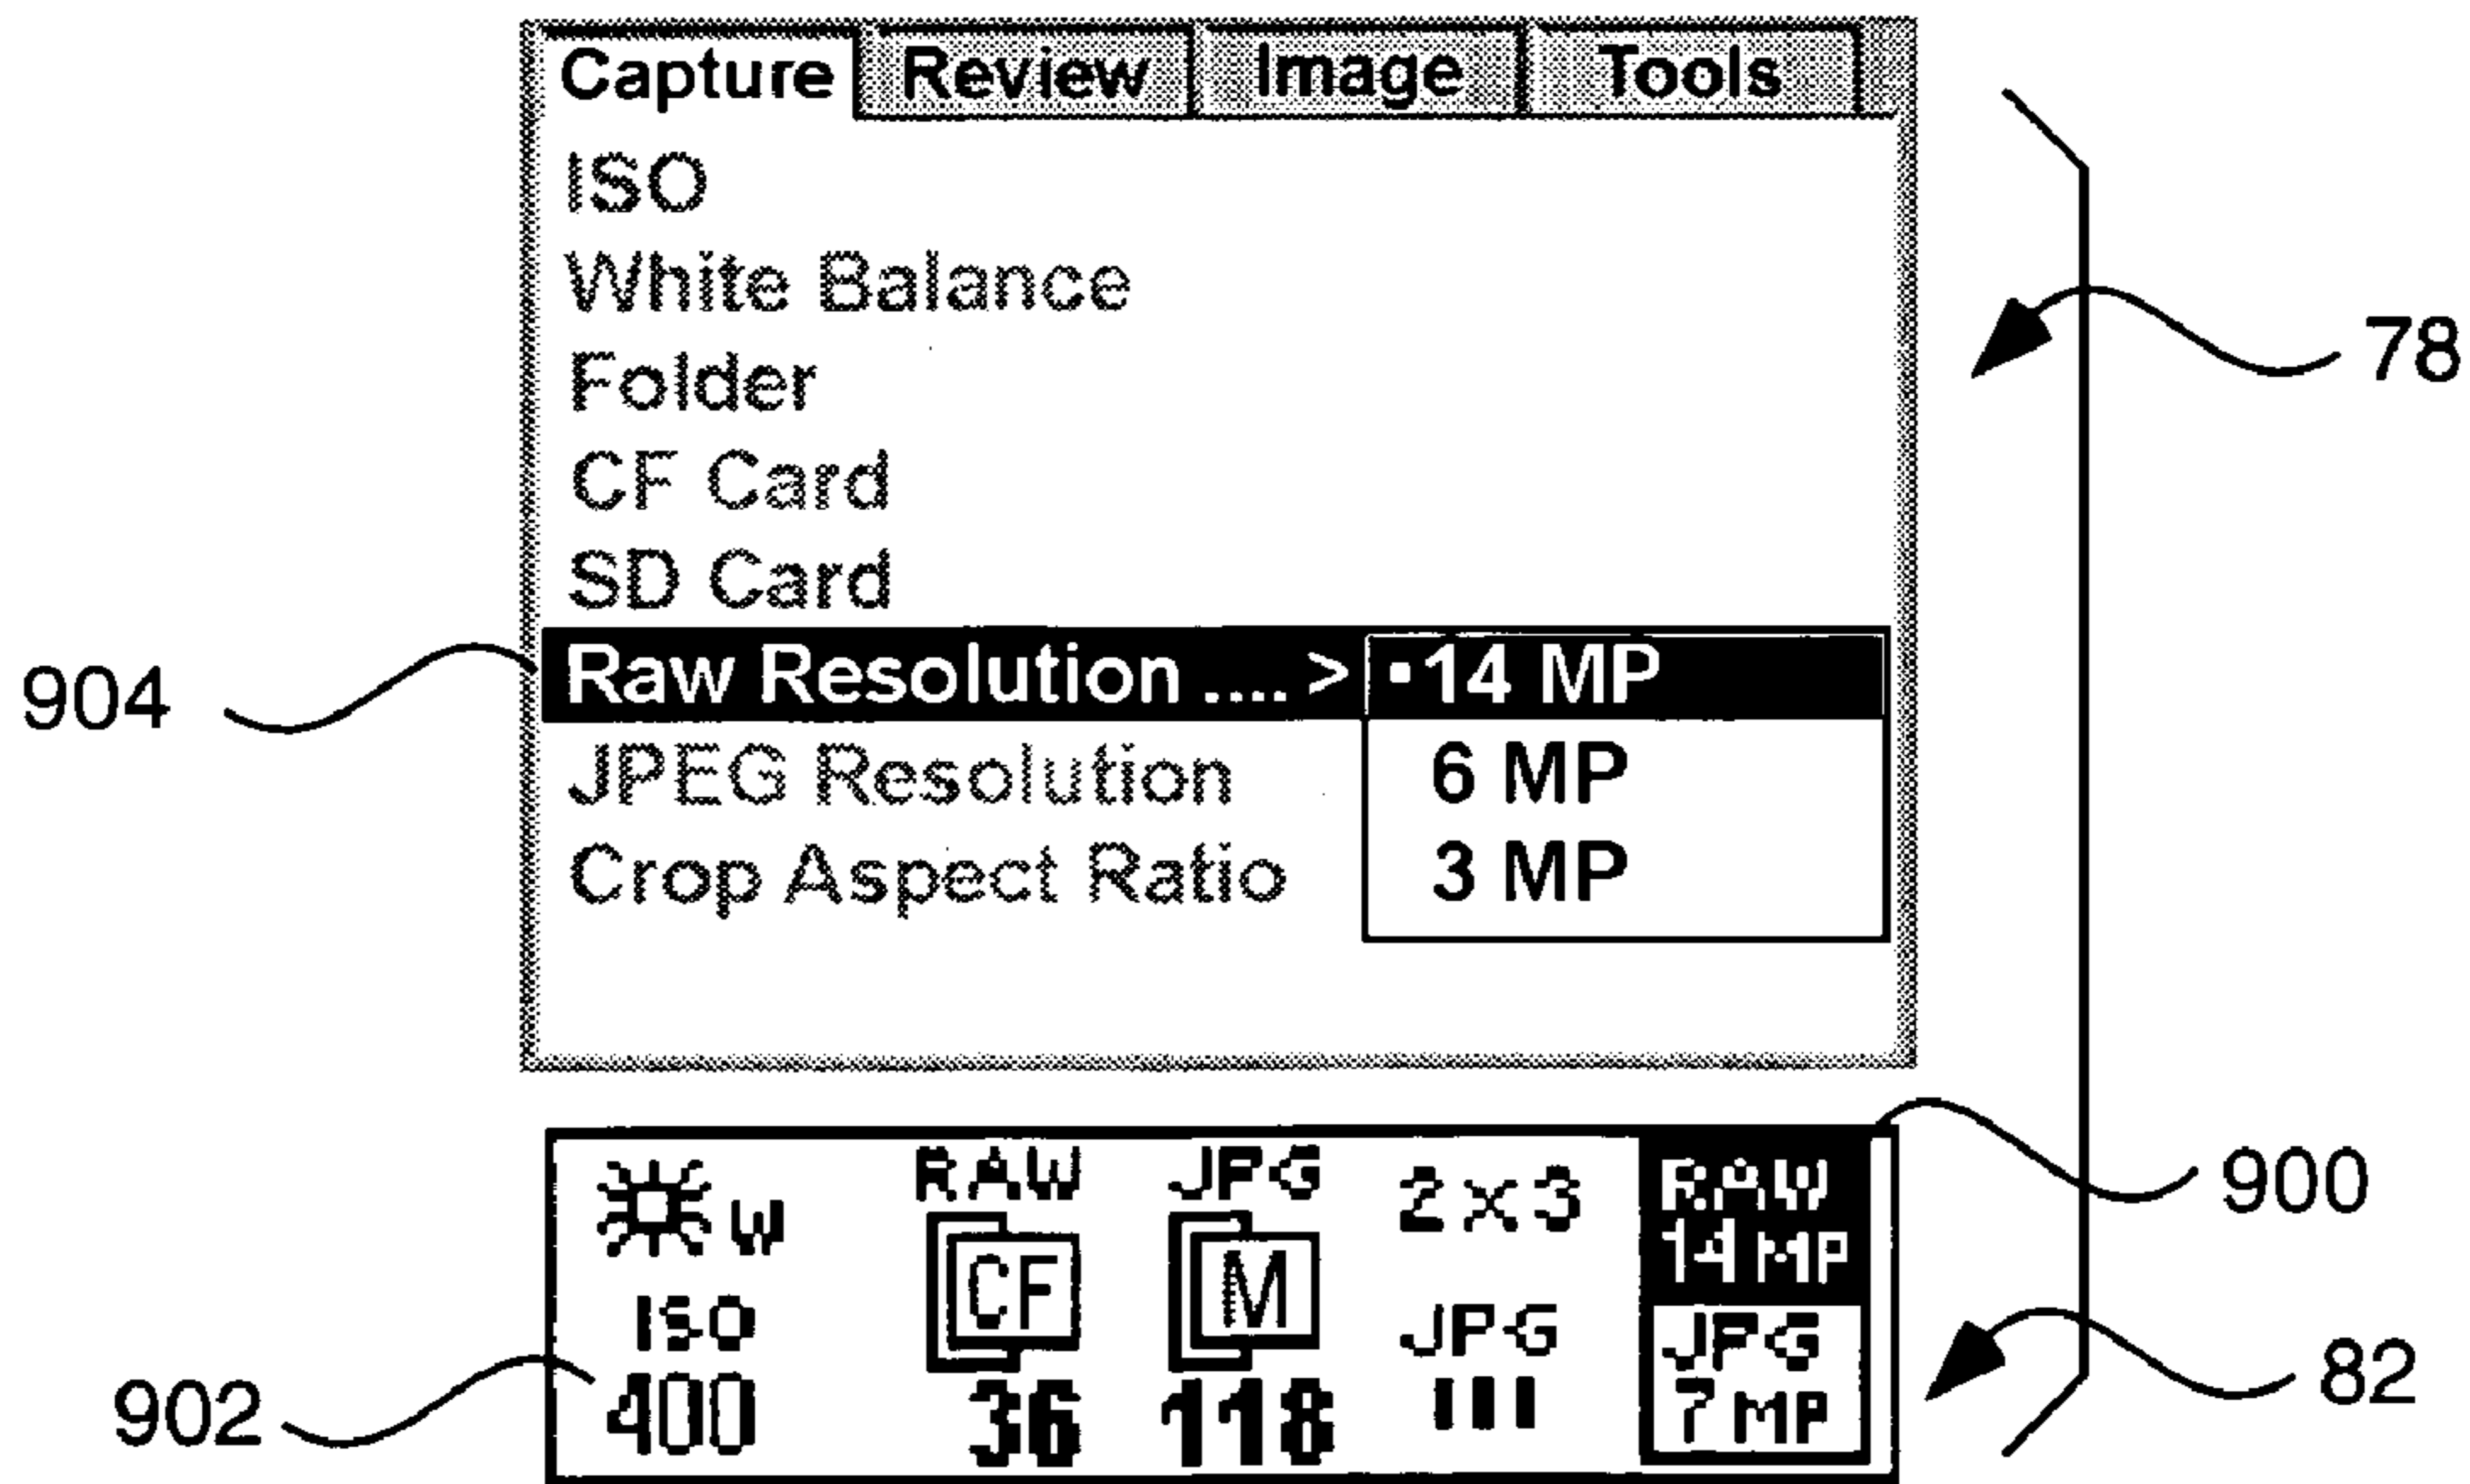 Capture Review Image Tools
ISO
White Balance
Folder
78
CF Card
SD Card
904
Raw Resolution .... > •14 MP
JPEG Resolution 6 MP
Crop Aspect Ratio 3 MP
W RAW JPG 2x3 RAW
900
CF M 14 MP
ISO JPG JPG
82
902
400 36 118 III 7 MP